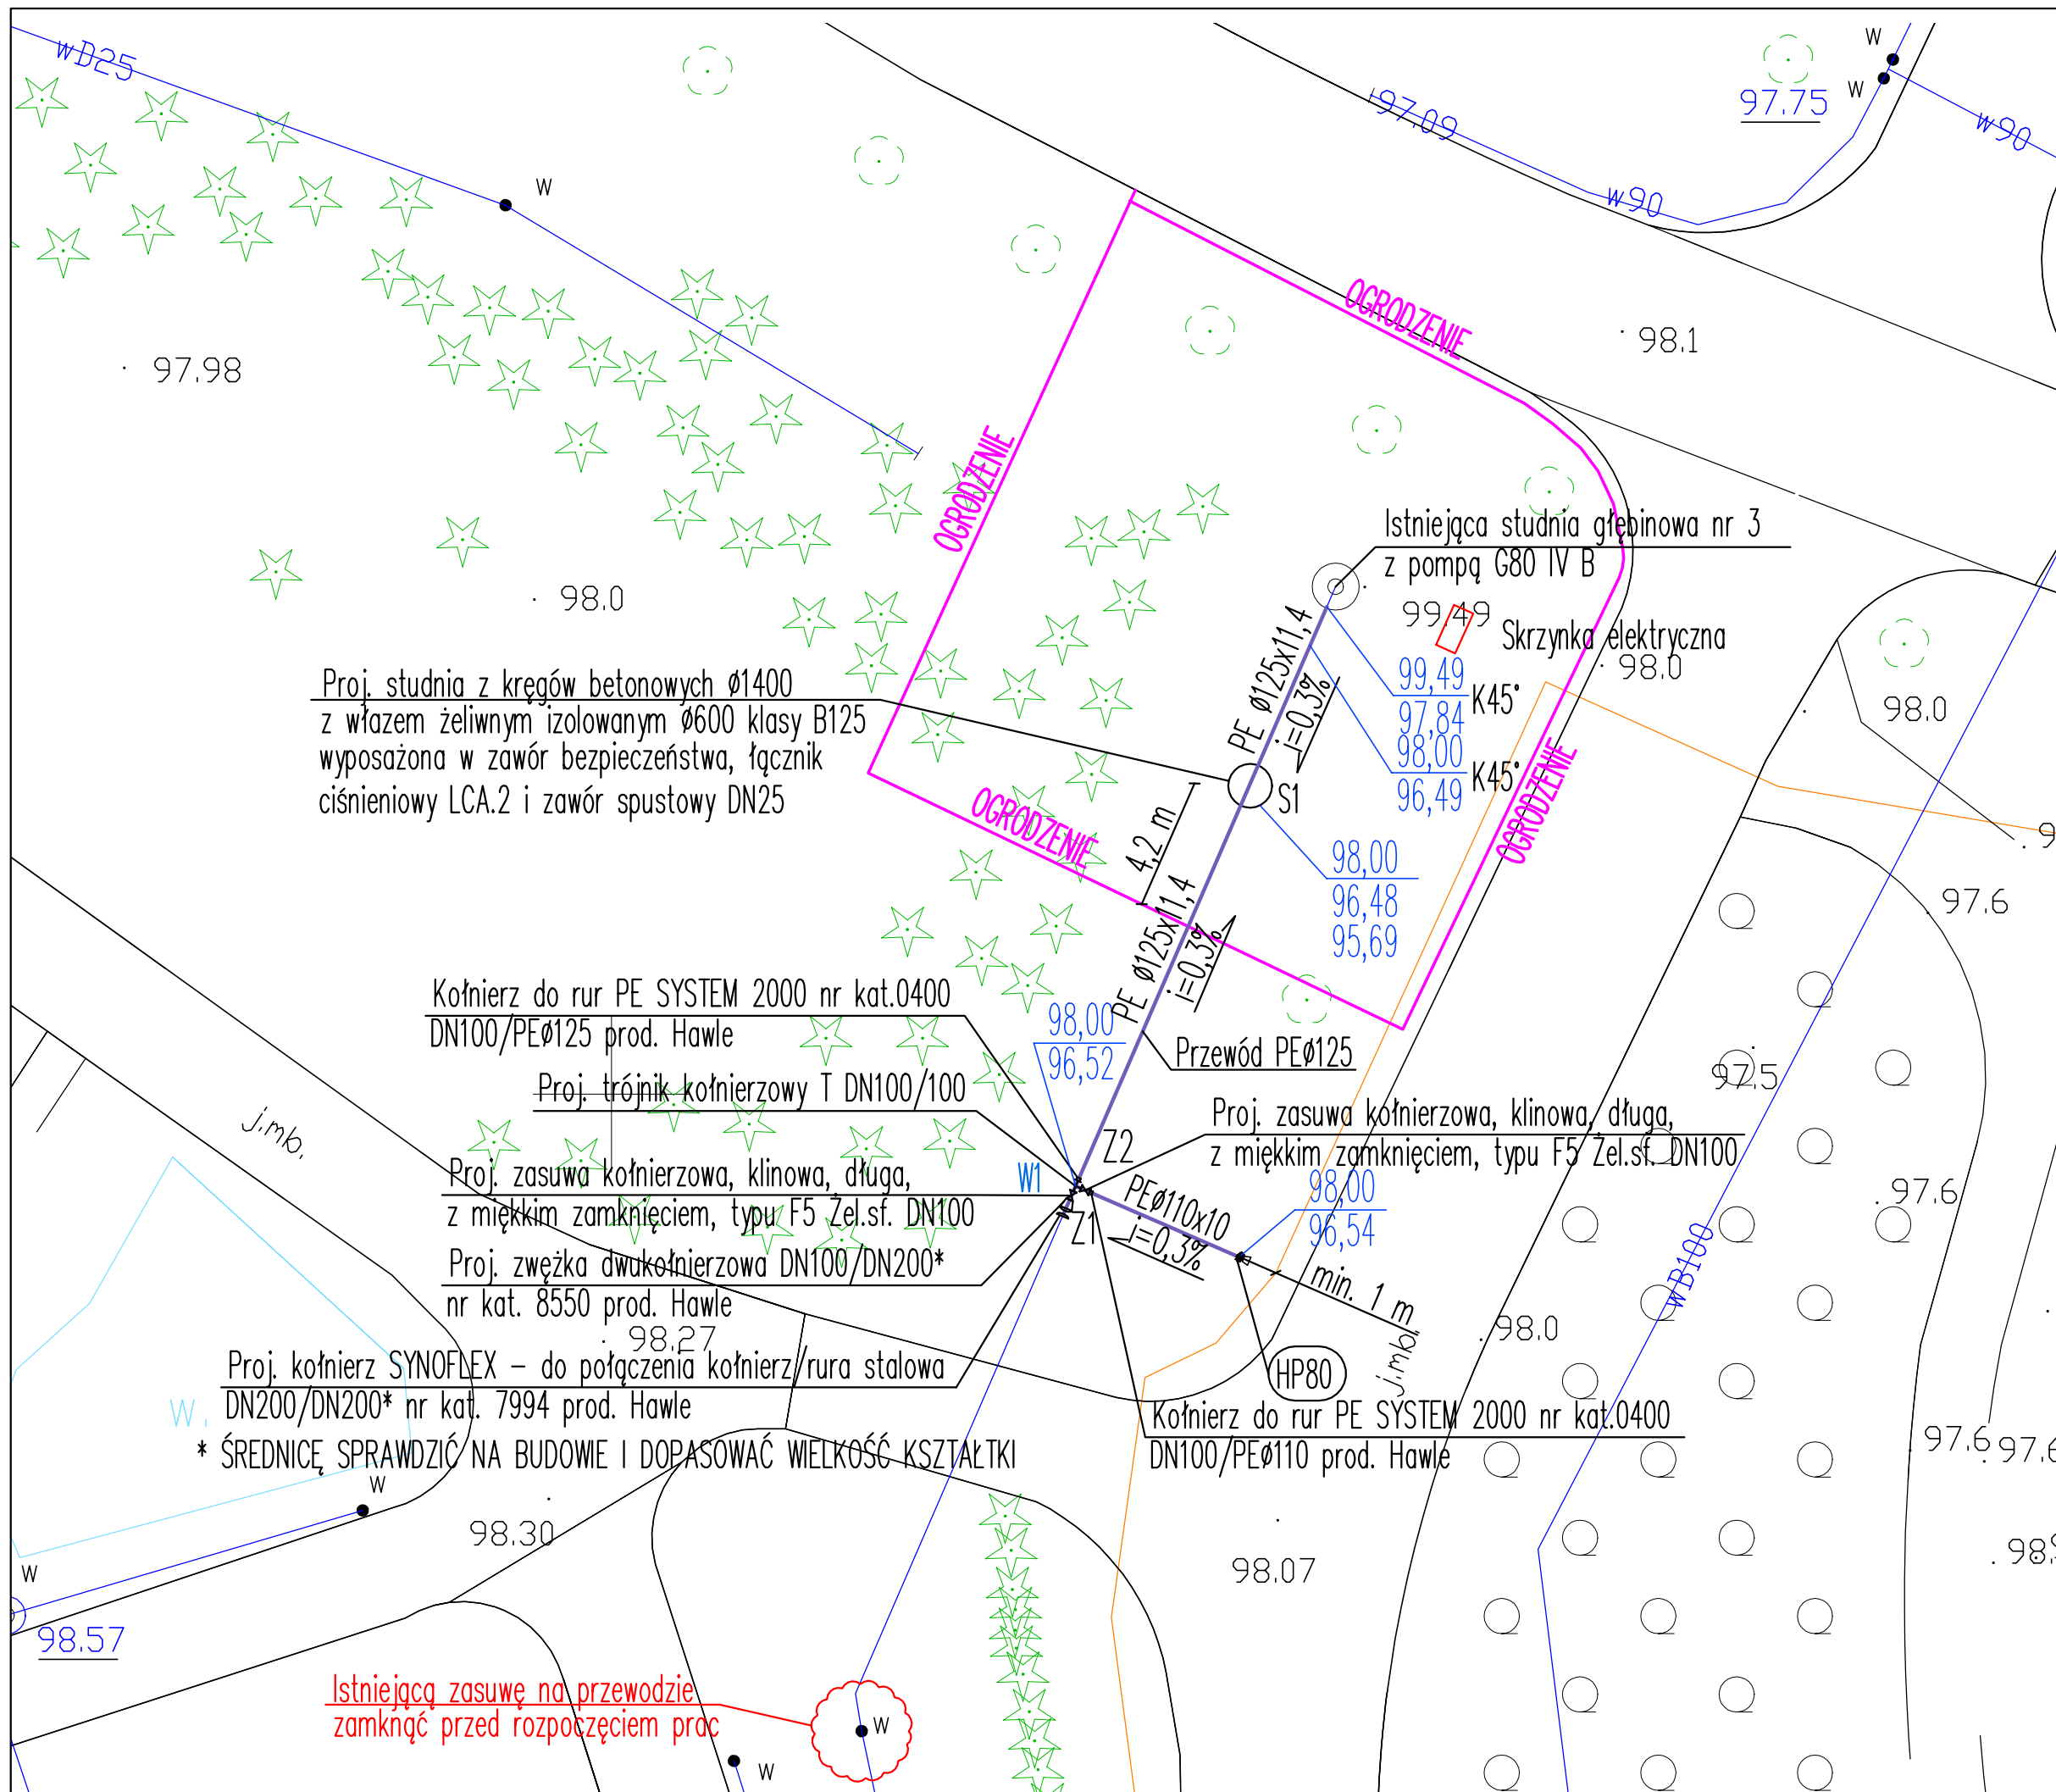 wD25
W
97.09
97.75
W
W
w90
w90
OGRODZENIE
98.1
97.98
OGRODZENIE
Istniejąca studnia głębinowa nr 3
z pompą G80 IV B
99.49
Skrzynka elektryczna
98.0
98.0
98.0
Proj. studnia z kręgów betonowych ø1400
z włazem żeliwnym izolowanym ø600 klasy B125
wyposażona w zawór bezpieczeństwa, łącznik
ciśnieniowy LCA.2 i zawór spustowy DN25
PE ø125x11,4
i=0,3%
99,49
97,84
K45°
98,00
96,49
K45°
S1
OGRODZENIE
OGRODZENIE
4,2 m
98,00
96,48
95,69
97.6
PE ø125x11,4
i=0,3%
Kołnierz do rur PE SYSTEM 2000 nr kat.0400
DN100/PEø125 prod. Hawle
98,00
96,52
Przewód PEø125
97.5
Proj. trójnik kołnierzowy T DN100/100
Proj. zasuwa kołnierzowa, klinowa, długa,
z miękkim zamknięciem, typu F5 Żel.sf. DN100
j.mb.
Z2
W1
Proj. zasuwa kołnierzowa, klinowa, długa,
z miękkim zamknięciem, typu F5 Żel.sf. DN100
Z1
PEø110x10
i=0,3%
98,00
96,54
97.6
Proj. zwężka dwukołnierzowa DN100/DN200*
nr kat. 8550 prod. Hawle
min. 1 m
wB100
98.27
98.0
j.mb.
HP80
Proj. kołnierz SYNOFLEX – do połączenia kołnierz/rura stalowa
DN200/DN200* nr kat. 7994 prod. Hawle
W.
* ŚREDNICĘ SPRAWDZIĆ NA BUDOWIE I DOPASOWAĆ WIELKOŚĆ KSZTAŁTKI
Kołnierz do rur PE SYSTEM 2000 nr kat.0400
DN100/PEø110 prod. Hawle
97.6
97.6
W
98.30
98.07
98.
W
98.57
Istniejącą zasuwę na przewodzie
zamknąć przed rozpoczęciem prac
W
W